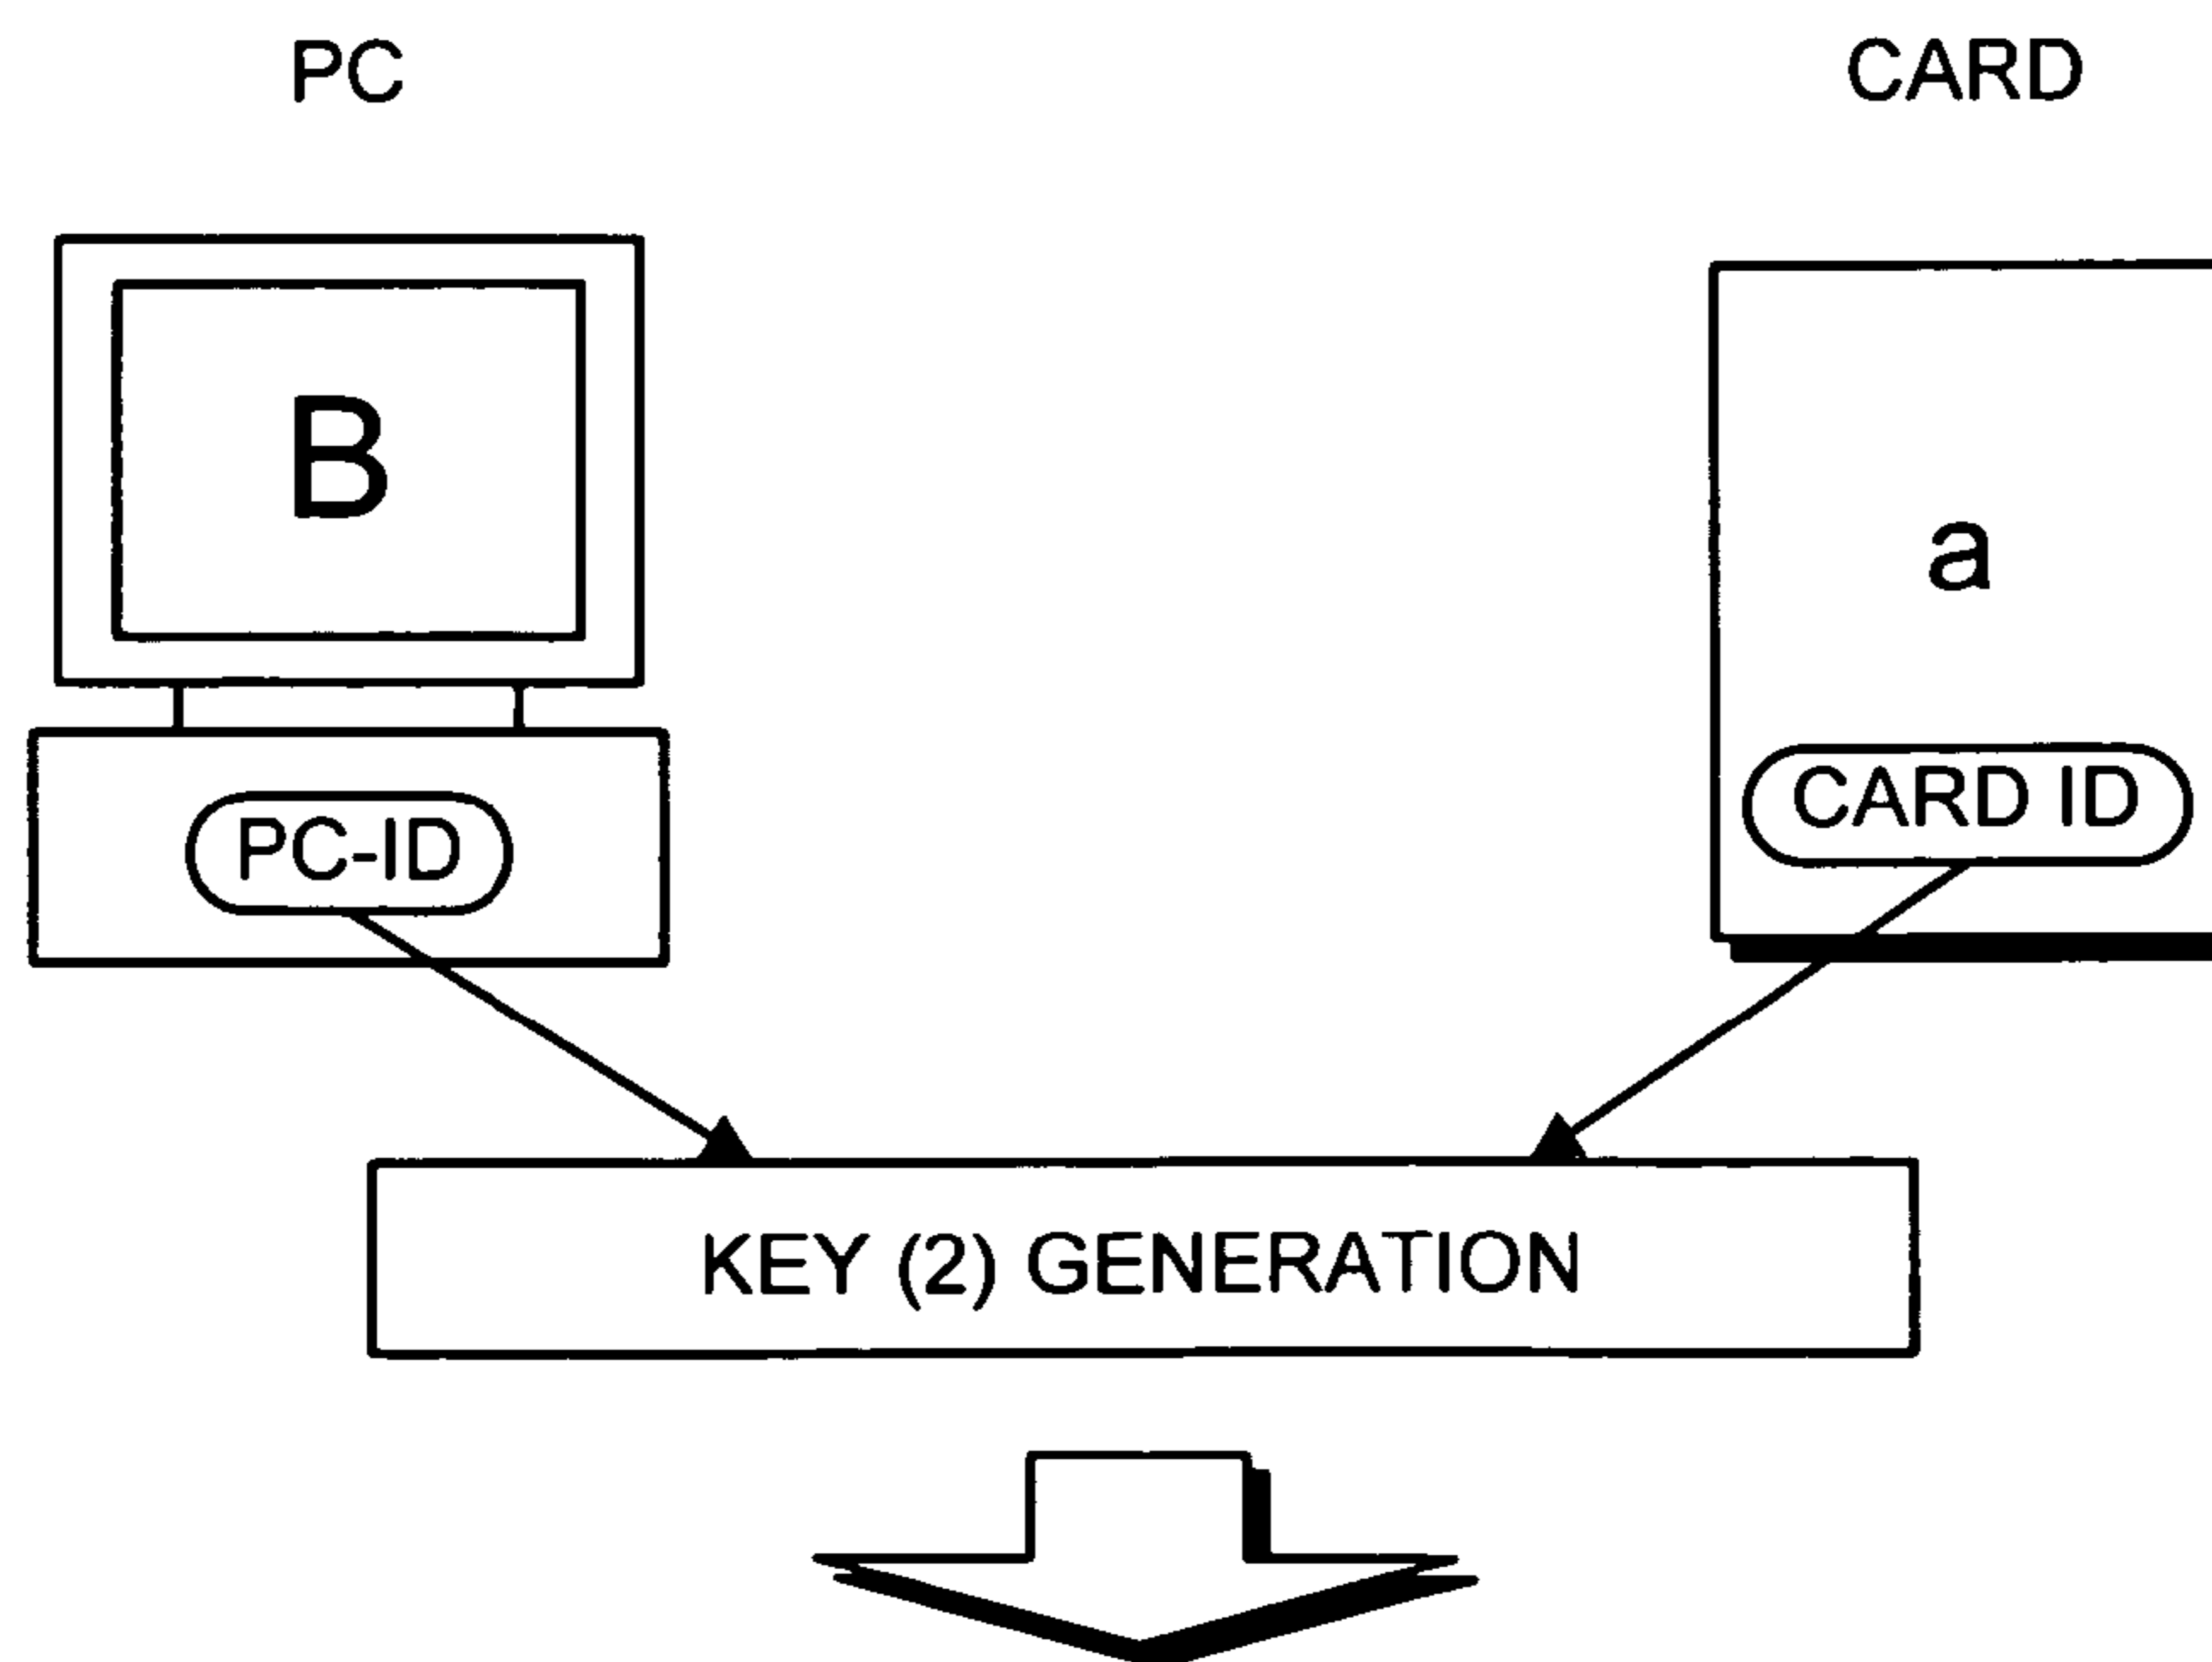 PC
CARD
B
a
PC-ID
CARD ID
KEY (2) GENERATION